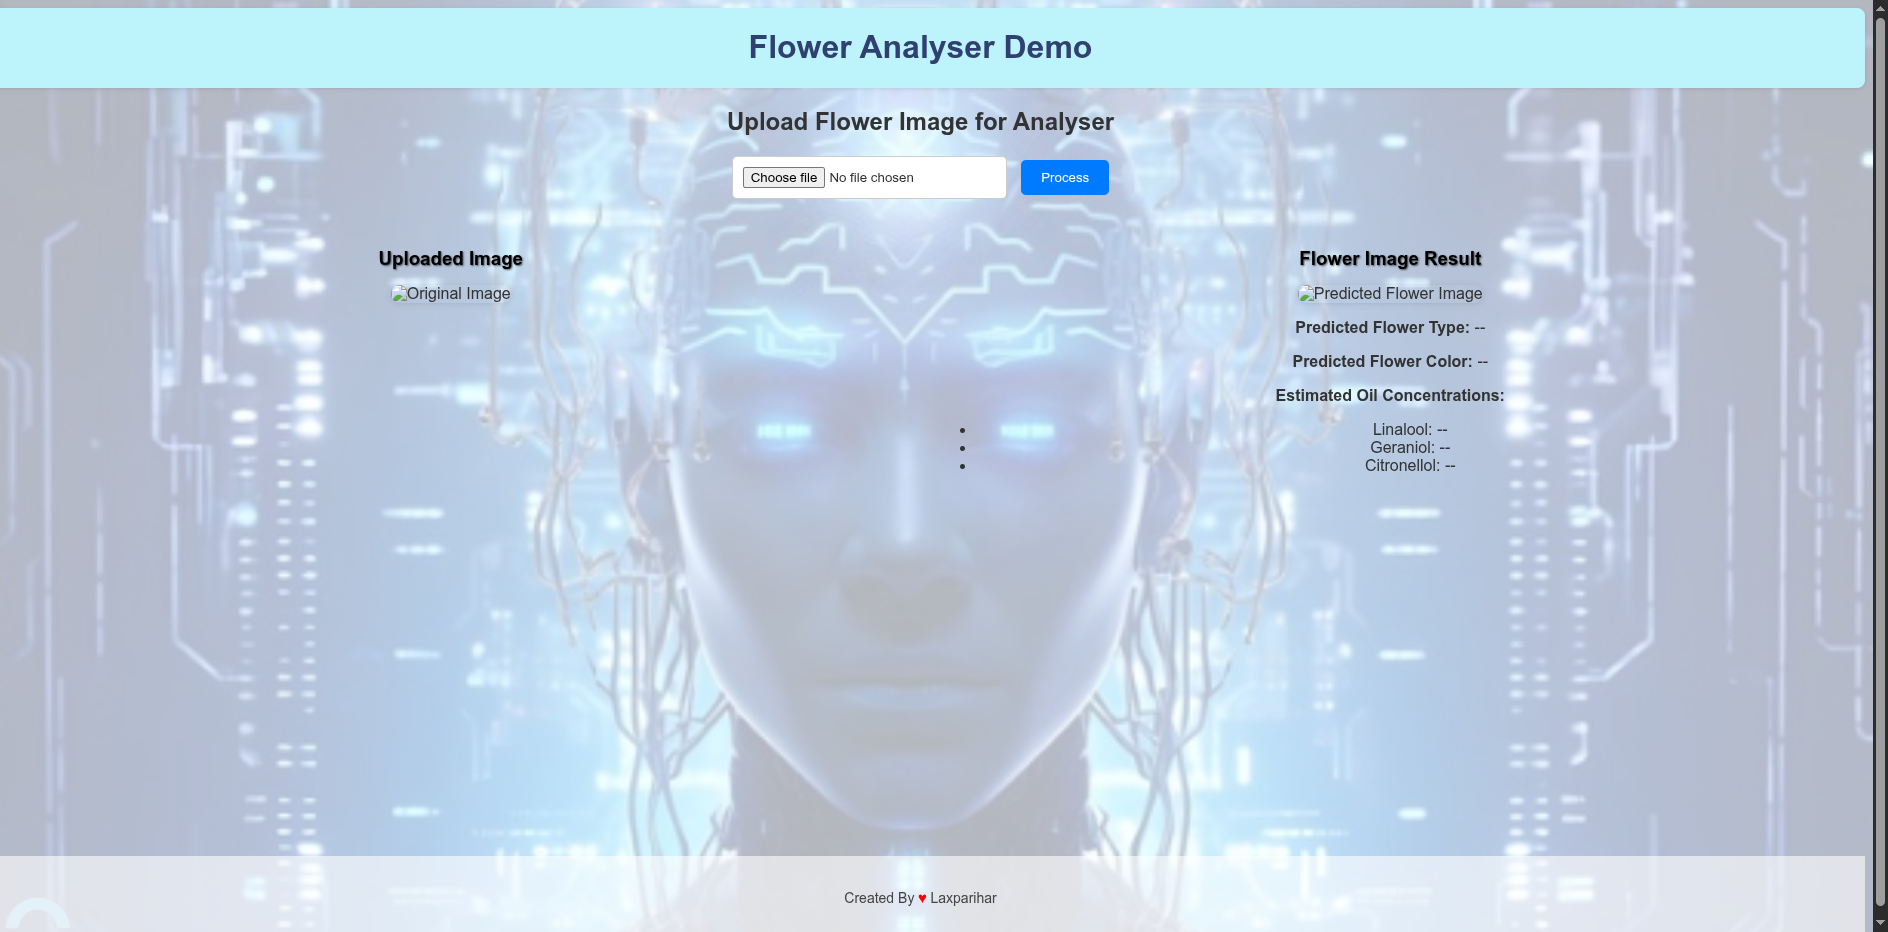 Flower Analyser Demo
Upload Flower Image for Analyser
Choose file No file chosen
Process
Uploaded Image
Original Image
Flower Image Result
Predicted Flower Image
Predicted Flower Type: --
Predicted Flower Color: --
Estimated Oil Concentrations:
Linalool: --
Geraniol: --
Citronellol: --
Created By ♥ Laxparihar